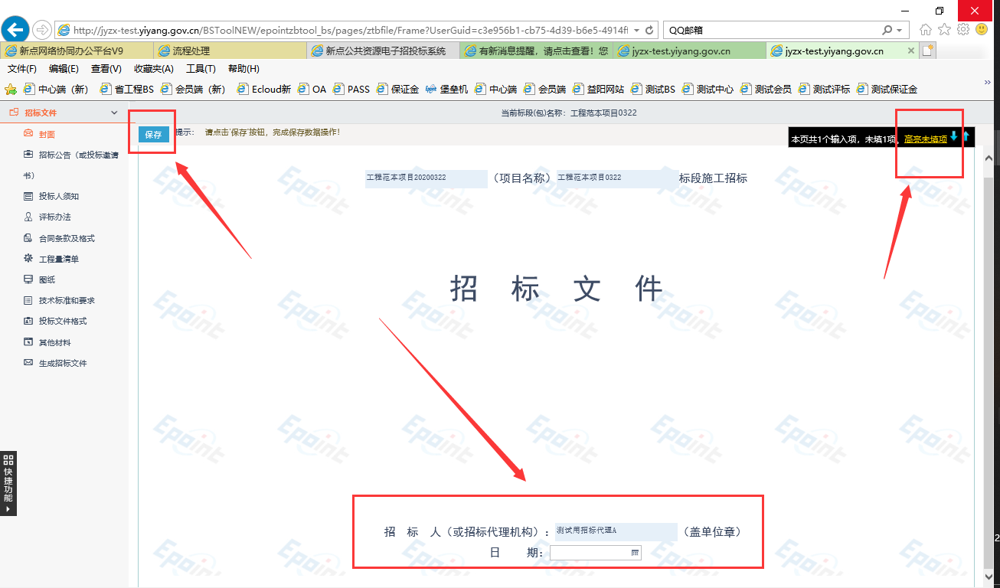 http://jyzx-test.yiyang.gov.cn/BSToolNEW/epointzbtool_bs/pages/ztbfile/Frame?UserGuid=c3e956b1-cb75-4d39-b6e5-4914ff
QQ邮箱
新点网络协同办公平台V9
流程处理
新点公共资源电子招投标系统
有新消息提醒，请点击查看！您
jyzx-test.yiyang.gov.cn
jyzx-test.yiyang.gov.cn
文件(F) 编辑(E) 查看(V) 收藏夹(A) 工具(T) 帮助(H)
中心端（新） 省工程BS 会员端（新） Ecloud新 OA PASS 保证金 堡垒机 中心端 会员端 益阳网站 测试BS 测试中心 测试会员 测试评标 测试保证金
招标文件
当前标段(包)名称：工程范本项目0322
保存
提示： 请点击'保存'按钮，完成保存数据操作!
本页共1个输入项，未填1项。高亮未填项
封面
招标公告（或投标邀请
书）
投标人须知
评标办法
合同条款及格式
工程量清单
图纸
技术标准和要求
投标文件格式
其他材料
生成招标文件
快捷功能
工程范本项目20200322 （项目名称） 工程范本项目0322 标段施工招标
招 标 文 件
招 标 人（或招标代理机构）： 测试用招标代理A （盖单位章）
日 期：
Epoint
2